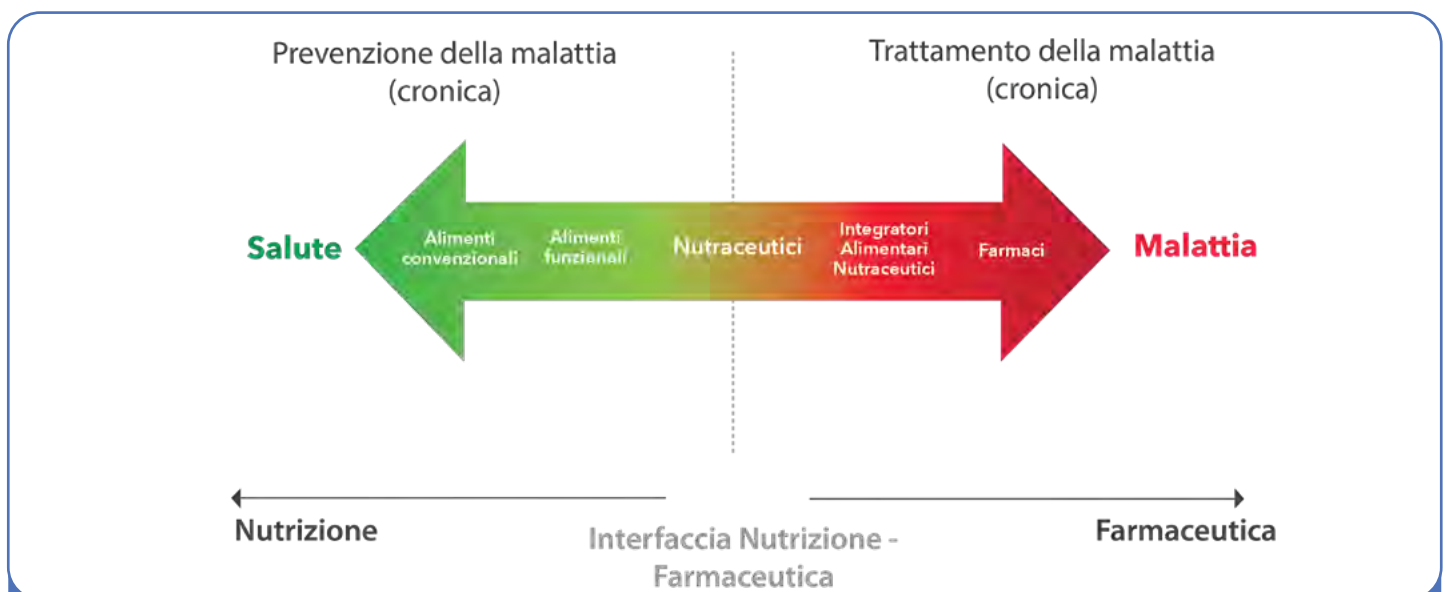 Prevenzione della malattia
(cronica)
Trattamento della malattia
(cronica)
Salute
Alimenti
convenzionali
Alimenti
funzionali
Nutraceutici
Integratori
Alimentari
Nutraceutici
Farmaci
Malattia
Nutrizione
Interfaccia Nutrizione -
Farmaceutica
Farmaceutica